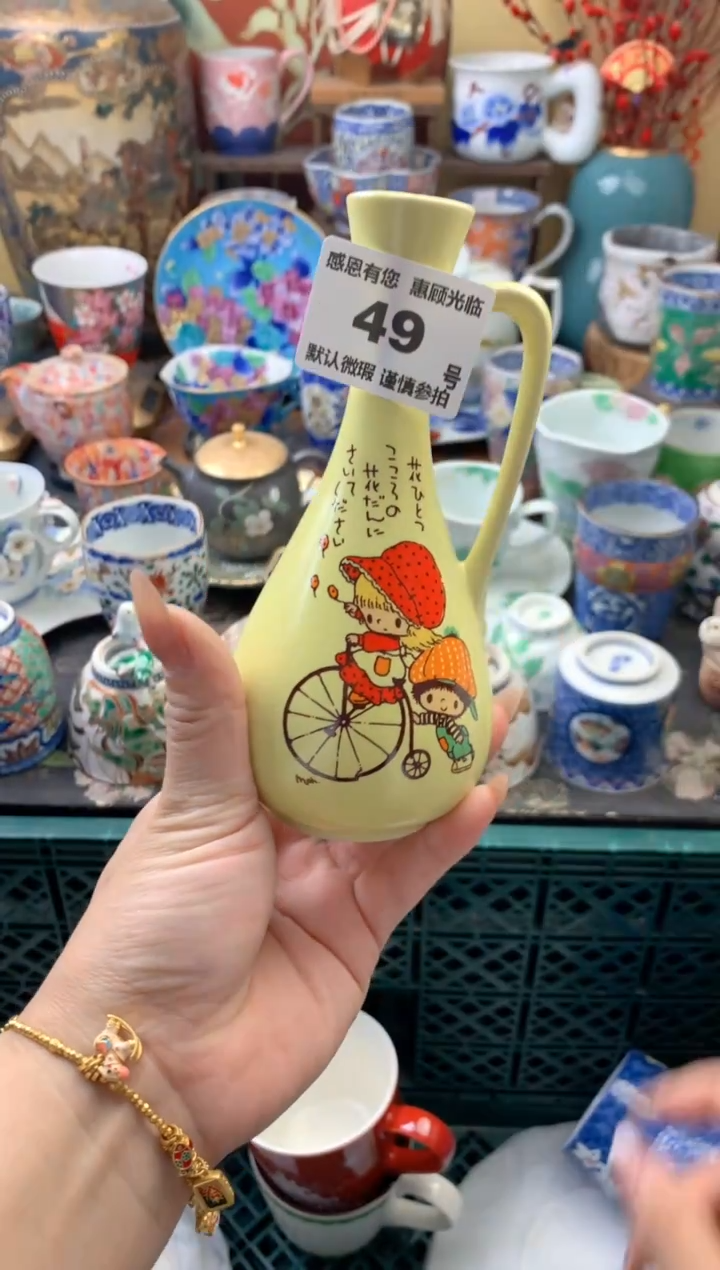 感恩有您 惠顾光临
49
号
默认微瑕 谨慎参拍
花ひとつ
こころの
花だんに
さいて
ください